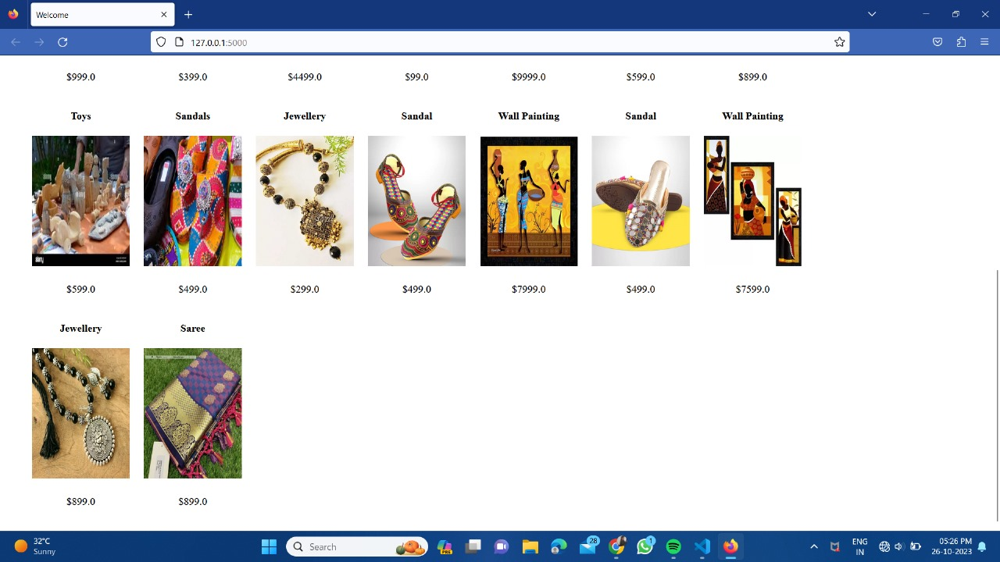 Welcome
127.0.0.1:5000
$999.0 $399.0 $4499.0 $99.0 $9999.0 $599.0 $899.0
Toys Sandals Jewellery Sandal Wall Painting Sandal Wall Painting
alamy
$599.0 $499.0 $299.0 $499.0 $7999.0 $499.0 $7599.0
Jewellery Saree
$899.0 $899.0
32°C
Sunny
Search
PRE
28
1
ENG
IN
05:26 PM
26-10-2023